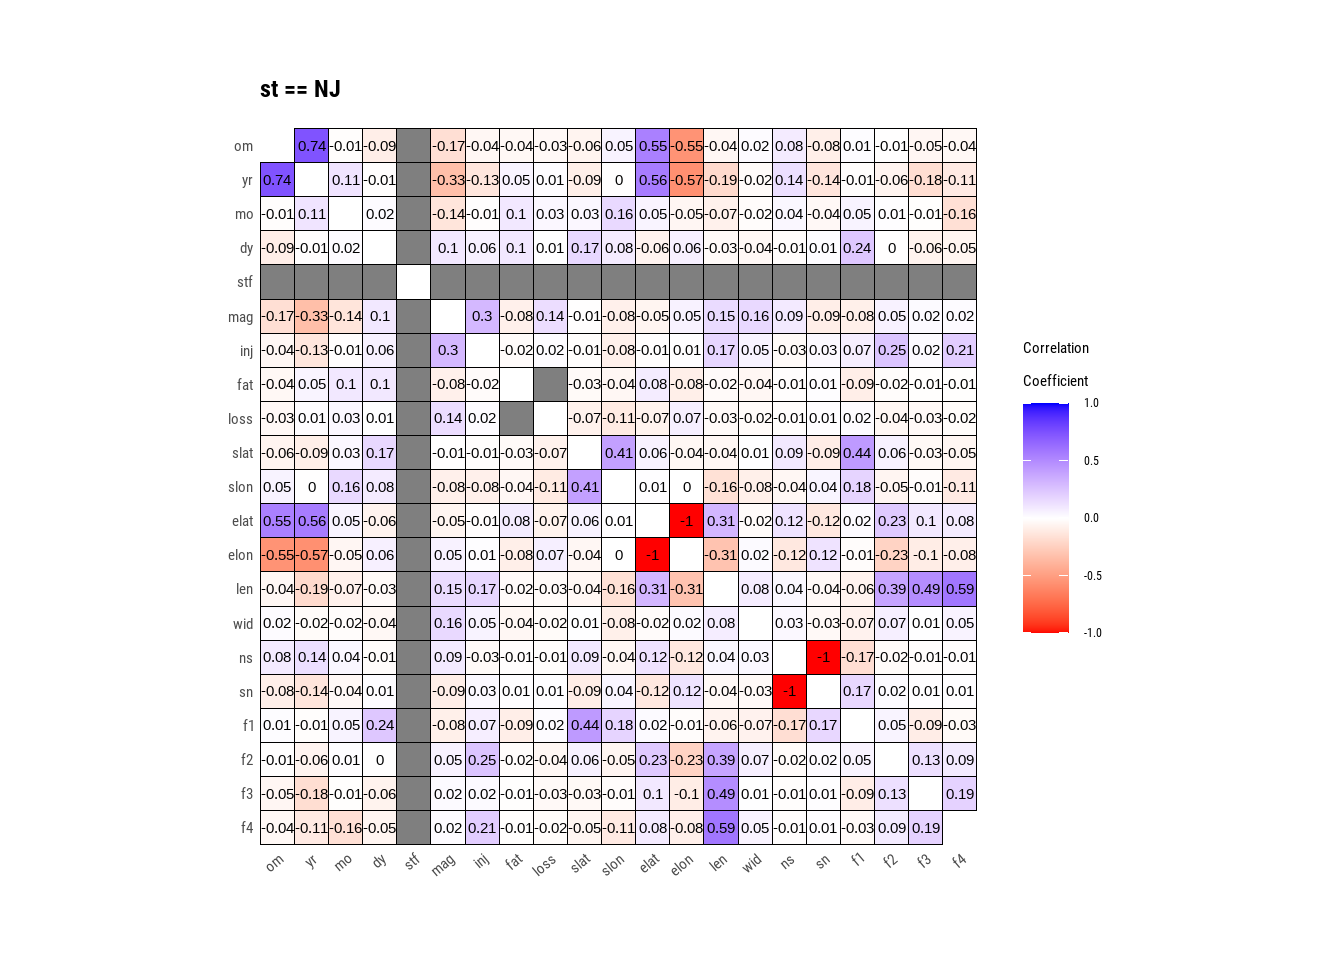 st == NJ
om 0.74 -0.01 -0.09 -0.17 -0.04 -0.04 -0.03 -0.06 0.05 0.55 -0.55 -0.04 0.02 0.08 -0.08 0.01 -0.01 -0.05 -0.04
yr 0.74 0.11 -0.01 -0.33 -0.13 0.05 0.01 -0.09 0 0.56 -0.57 -0.19 -0.02 0.14 -0.14 -0.01 -0.06 -0.18 -0.11
mo -0.01 0.11 0.02 -0.14 -0.01 0.1 0.03 0.03 0.16 0.05 -0.05 -0.07 -0.02 0.04 -0.04 0.05 0.01 -0.01 -0.16
dy -0.09 -0.01 0.02 0.1 0.06 0.1 0.01 0.17 0.08 -0.06 0.06 -0.03 -0.04 -0.01 0.01 0.24 0 -0.06 -0.05
stf
mag -0.17 -0.33 -0.14 0.1 0.3 -0.08 0.14 -0.01 -0.08 -0.05 0.05 0.15 0.16 0.09 -0.09 -0.08 0.05 0.02 0.02
inj -0.04 -0.13 -0.01 0.06 0.3 -0.02 0.02 -0.01 -0.08 -0.01 0.01 0.17 0.05 -0.03 0.03 0.07 0.25 0.02 0.21
Correlation
Coefficient
fat -0.04 0.05 0.1 0.1 -0.08 -0.02 -0.03 -0.04 0.08 -0.08 -0.02 -0.04 -0.01 0.01 -0.09 -0.02 -0.01 -0.01
1.0
loss -0.03 0.01 0.03 0.01 0.14 0.02 -0.07 -0.11 -0.07 0.07 -0.03 -0.02 -0.01 0.01 0.02 -0.04 -0.03 -0.02
slat -0.06 -0.09 0.03 0.17 -0.01 -0.01 -0.03 -0.07 0.41 0.06 -0.04 -0.04 0.01 0.09 -0.09 0.44 0.06 -0.03 -0.05
0.5
slon 0.05 0 0.16 0.08 -0.08 -0.08 -0.04 -0.11 0.41 0.01 0 -0.16 -0.08 -0.04 0.04 0.18 -0.05 -0.01 -0.11
elat 0.55 0.56 0.05 -0.06 -0.05 -0.01 0.08 -0.07 0.06 0.01 -1 0.31 -0.02 0.12 -0.12 0.02 0.23 0.1 0.08
0.0
elon -0.55 -0.57 -0.05 0.06 0.05 0.01 -0.08 0.07 -0.04 0 -1 -0.31 0.02 -0.12 0.12 -0.01 -0.23 -0.1 -0.08
-0.5
len -0.04 -0.19 -0.07 -0.03 0.15 0.17 -0.02 -0.03 -0.04 -0.16 0.31 -0.31 0.08 0.04 -0.04 -0.06 0.39 0.49 0.59
wid 0.02 -0.02 -0.02 -0.04 0.16 0.05 -0.04 -0.02 0.01 -0.08 -0.02 0.02 0.08 0.03 -0.03 -0.07 0.07 0.01 0.05
-1.0
ns 0.08 0.14 0.04 -0.01 0.09 -0.03 -0.01 -0.01 0.09 -0.04 0.12 -0.12 0.04 0.03 -1 -0.17 -0.02 -0.01 -0.01
sn -0.08 -0.14 -0.04 0.01 -0.09 0.03 0.01 0.01 -0.09 0.04 -0.12 0.12 -0.04 -0.03 -1 0.17 0.02 0.01 0.01
f1 0.01 -0.01 0.05 0.24 -0.08 0.07 -0.09 0.02 0.44 0.18 0.02 -0.01 -0.06 -0.07 -0.17 0.17 0.05 -0.09 -0.03
f2 -0.01 -0.06 0.01 0 0.05 0.25 -0.02 -0.04 0.06 -0.05 0.23 -0.23 0.39 0.07 -0.02 0.02 0.05 0.13 0.09
f3 -0.05 -0.18 -0.01 -0.06 0.02 0.02 -0.01 -0.03 -0.03 -0.01 0.1 -0.1 0.49 0.01 -0.01 0.01 -0.09 0.13 0.19
f4 -0.04 -0.11 -0.16 -0.05 0.02 0.21 -0.01 -0.02 -0.05 -0.11 0.08 -0.08 0.59 0.05 -0.01 0.01 -0.03 0.09 0.19
om yr mo dy stf mag inj fat loss slat slon elat elon len wid ns sn f1 f2 f3 f4